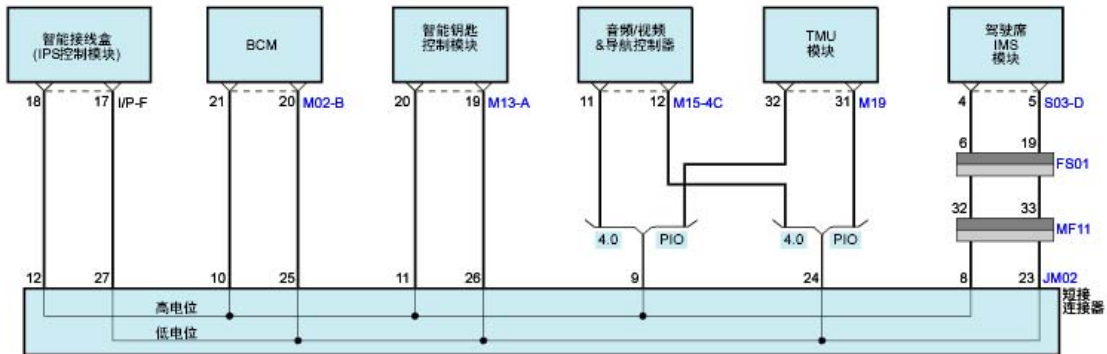 智能接线盒
(IPS控制模块)
BCM
智能钥匙
控制模块
音频/视频
&导航控制器
TMU
模块
驾驶席
IMS
模块
18 17 I/P-F
21 20 M02-B
20 19 M13-A
11 12 M15-4C
32 31 M19
4 5 S03-D
6 19
FS01
32 33
MF11
4.0 PIO
4.0 PIO
12 27 10 25 11 26 9 24 8 23 JM02
短接
连接器
高电位
低电位